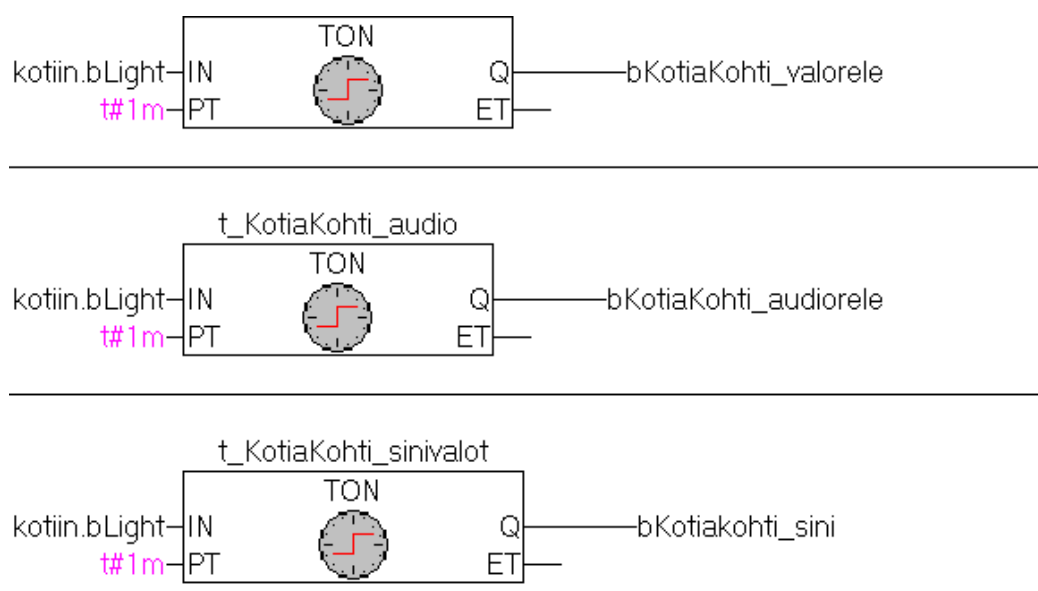 TON
kotiin.bLight IN Q bKotiaKohti_valorele
t#1m PT ET
t_KotiaKohti_audio
TON
kotiin.bLight IN Q bKotiaKohti_audiorele
t#1m PT ET
t_KotiaKohti_sinivalot
TON
kotiin.bLight IN Q bKotiakohti_sini
t#1m PT ET